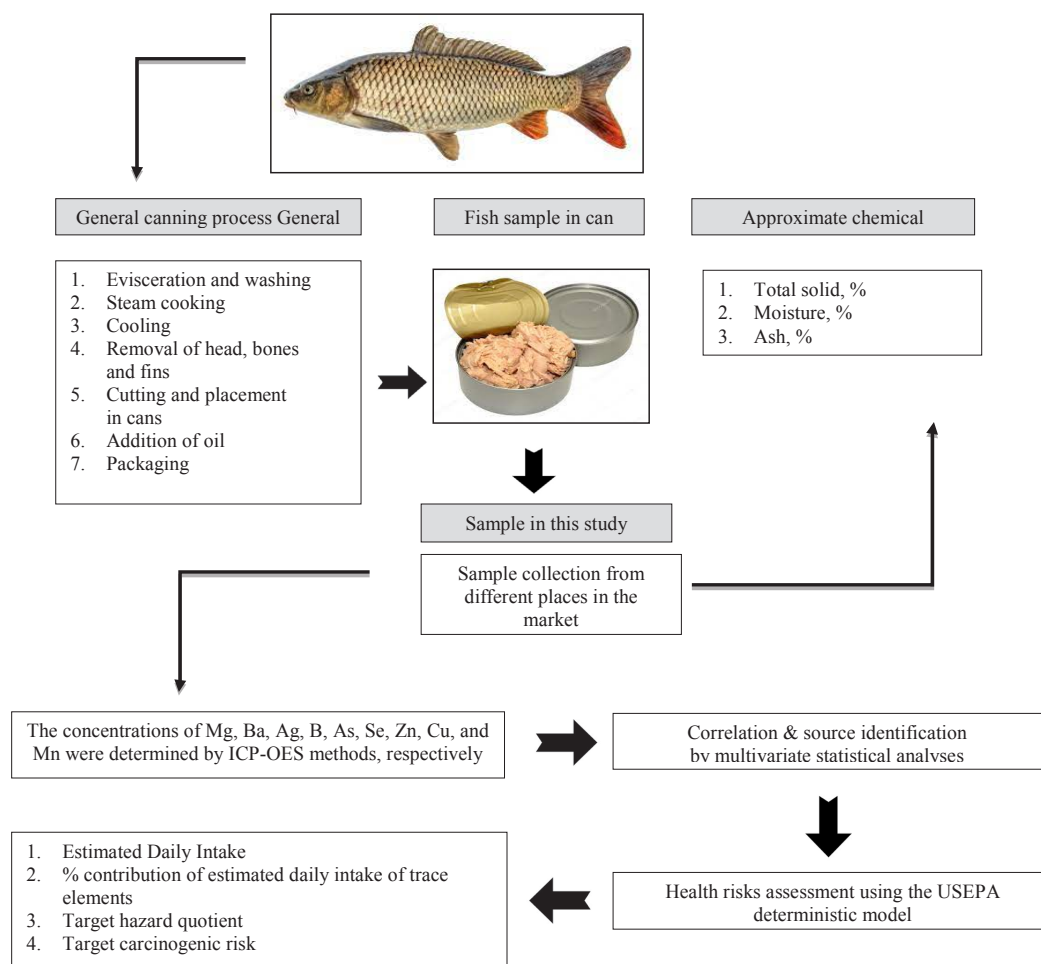 General canning process General
Fish sample in can
Approximate chemical
1. Evisceration and washing
2. Steam cooking
3. Cooling
4. Removal of head, bones
and fins
5. Cutting and placement
in cans
6. Addition of oil
7. Packaging
1. Total solid, %
2. Moisture, %
3. Ash, %
Sample in this study
Sample collection from
different places in the
market
The concentrations of Mg, Ba, Ag, B, As, Se, Zn, Cu, and
Mn were determined by ICP-OES methods, respectively
Correlation & source identification
by multivariate statistical analyses
1. Estimated Daily Intake
2. % contribution of estimated daily intake of trace
elements
3. Target hazard quotient
4. Target carcinogenic risk
Health risks assessment using the USEPA
deterministic model